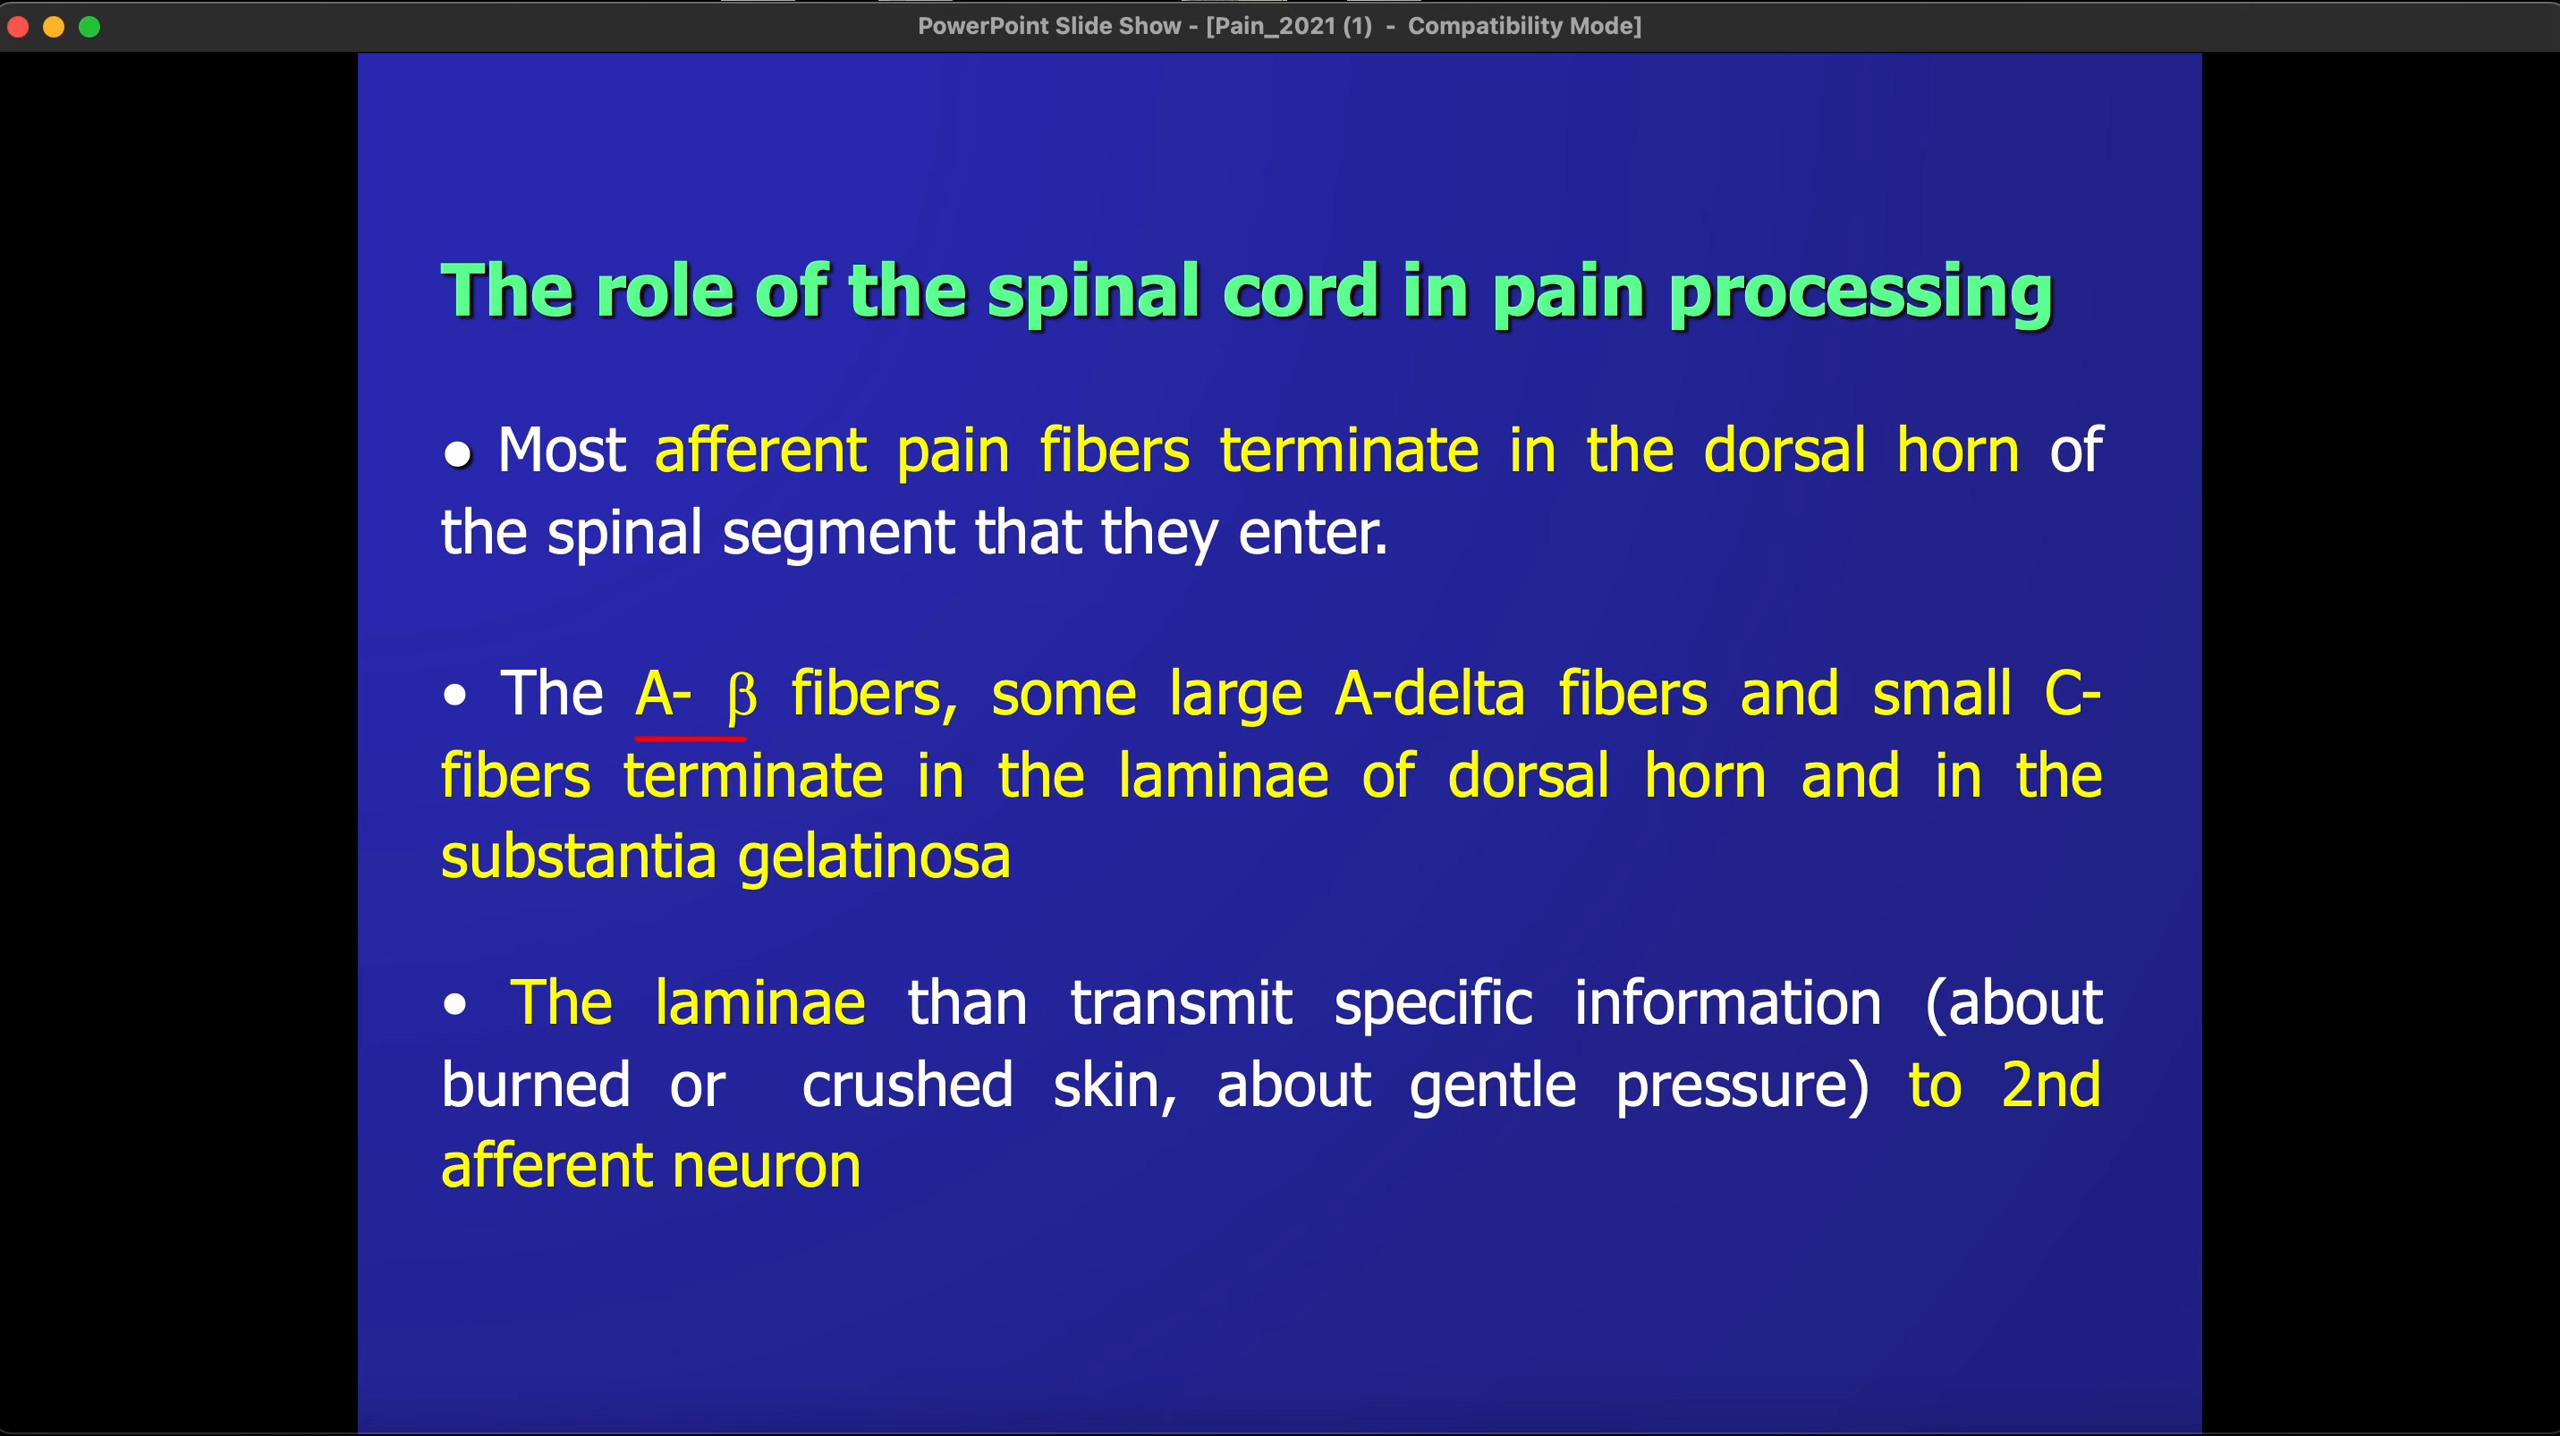 PowerPoint Slide Show - [Pain_2021 (1) - Compatibility Mode]
The role of the spinal cord in pain processing
● Most afferent pain fibers terminate in the dorsal horn of
the spinal segment that they enter.
• The A- β fibers, some large A-delta fibers and small C-
fibers terminate in the laminae of dorsal horn and in the
substantia gelatinosa
• The laminae than transmit specific information (about
burned or crushed skin, about gentle pressure) to 2nd
afferent neuron